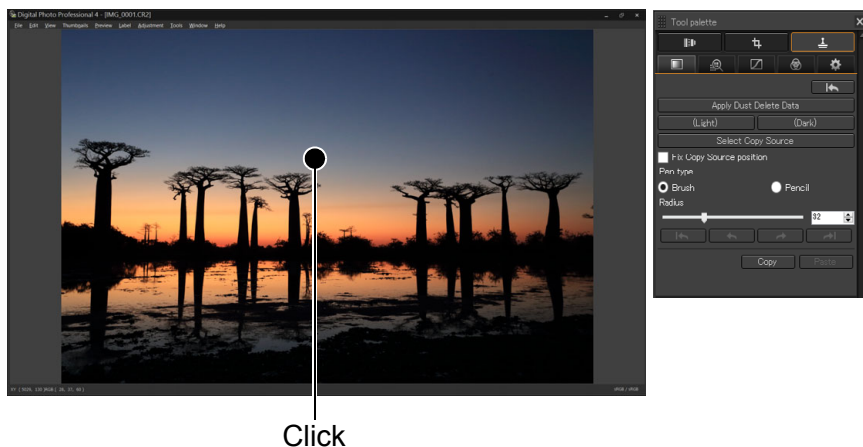 Digital Photo Professional 4 - [IMG_0001.CR2]
File Edit View Thumbnails Preview Label Adjustment Tools Window Help
Tool palette
Apply Dust Delete Data
(Light) (Dark)
Select Copy Source
Fix Copy Source position
Pen type
Brush Pencil
Radius
32
Copy Paste
sRGB / sRGB
Click